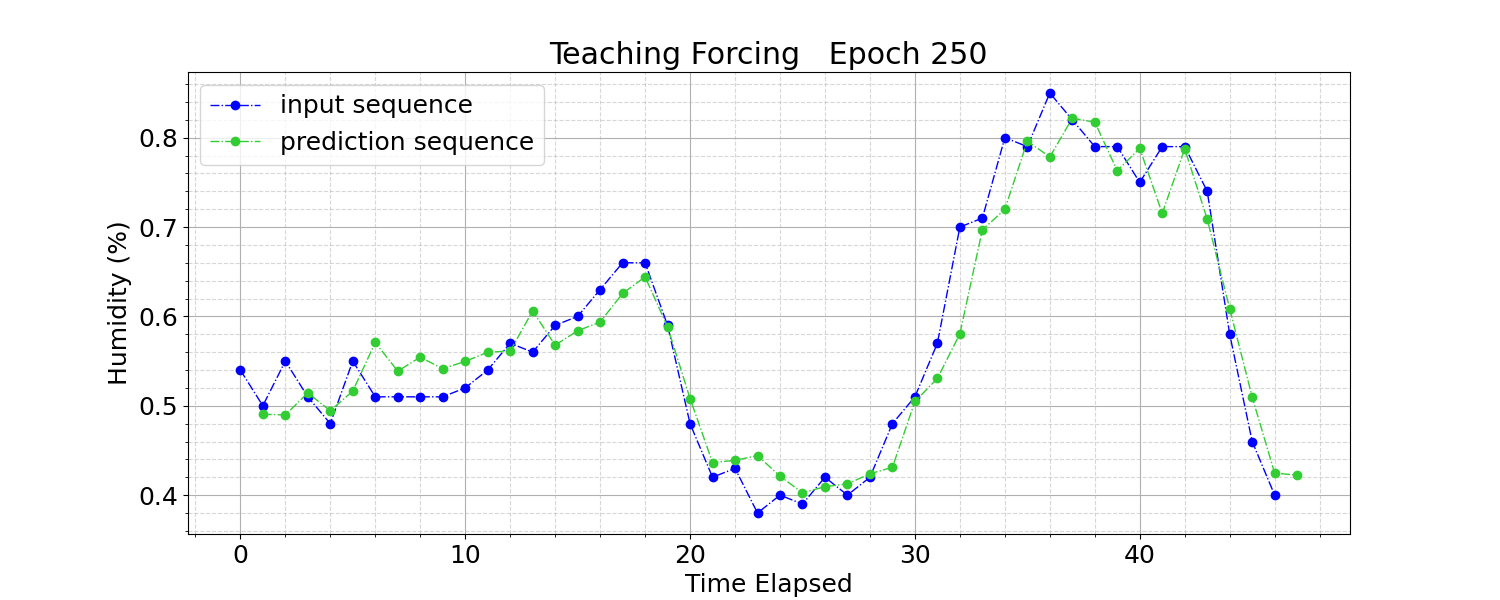 Teaching Forcing   Epoch 250
input sequence
prediction sequence
Humidity (%)
0.8
0.7
0.6
0.5
0.4
0 10 20 30 40
Time Elapsed